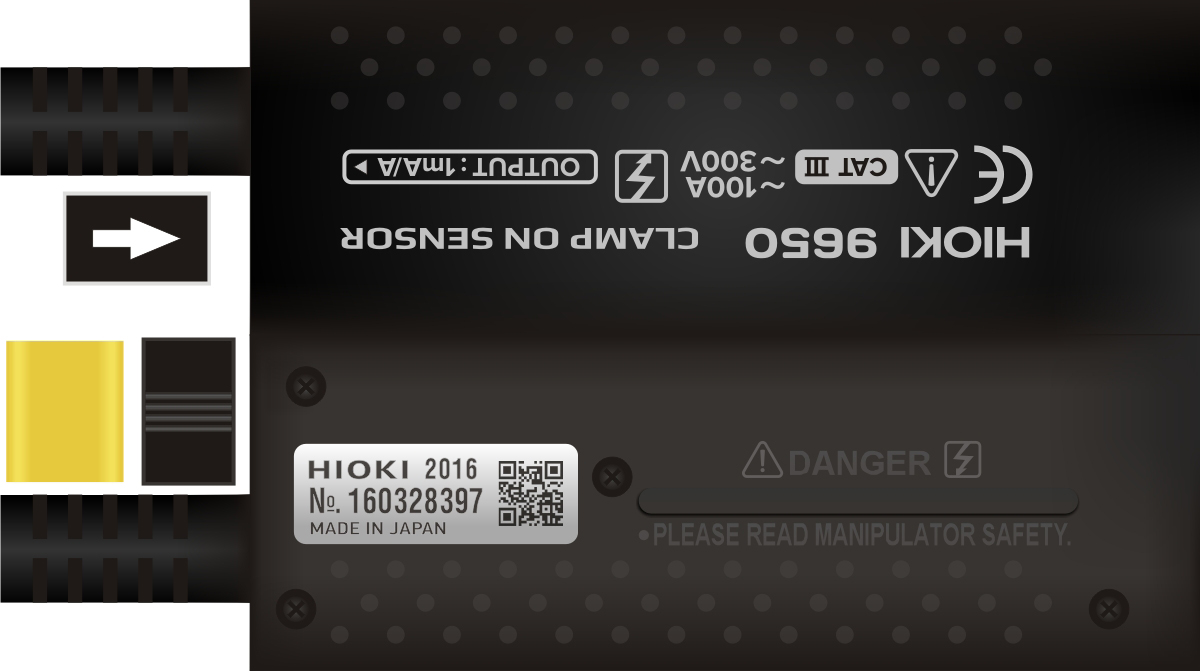 HIOKI 9650 CLAMP ON SENSOR
CE CAT III ~100A OUTPUT : 1mA/A ▶
~300V
HIOKI 2016
Nº. 160328397
MADE IN JAPAN
DANGER
•PLEASE READ MANIPULATOR SAFETY.